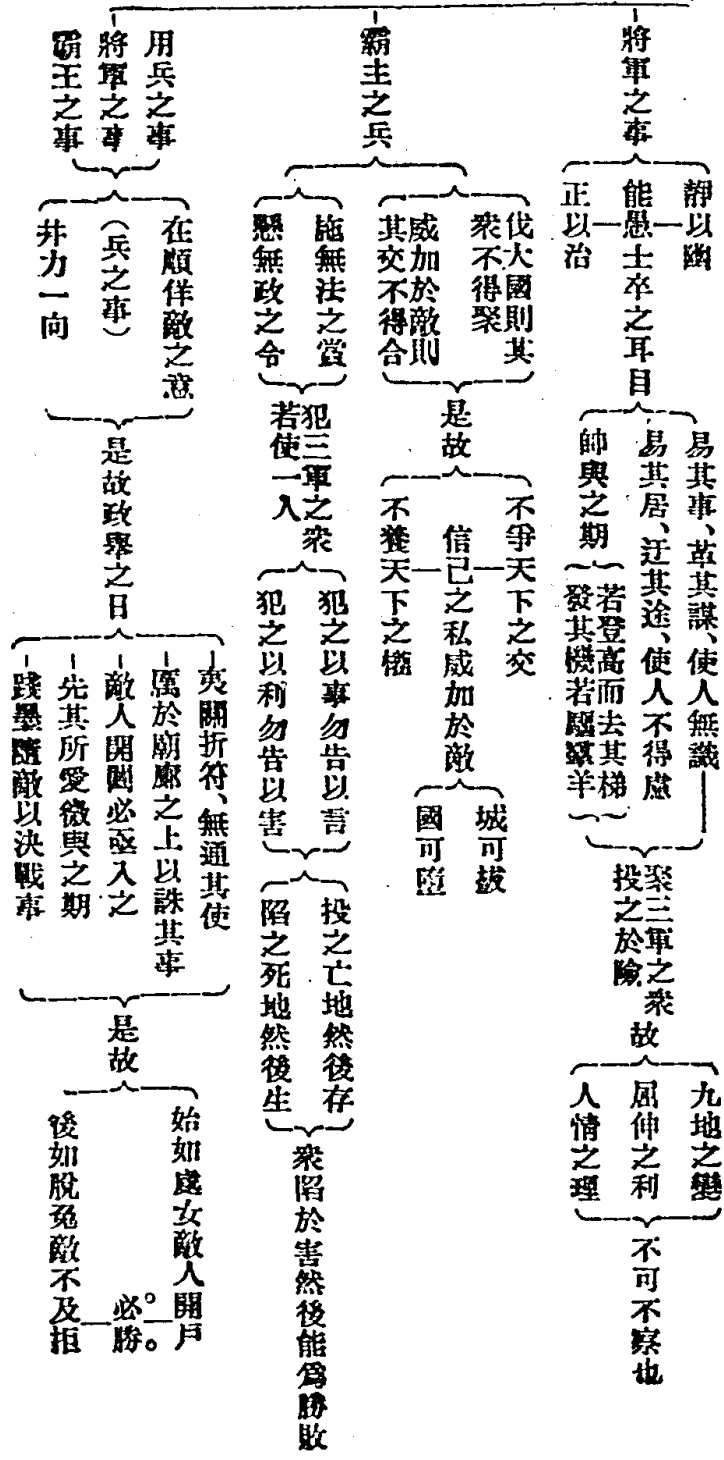 將軍之事
靜以幽
能愚士卒之耳目
正以治
易其事、革其謀、使人無識
易其居、迂其途、使人不得慮
帥與之期
若登高而去其梯
發其機若驅羣羊
聚三軍之衆
投之於險
故
九地之變
屈伸之利
人情之理
不可不察也
霸主之兵
伐大國則其
衆不得聚
威加於敵則
其交不得合
是故
不爭天下之交
信己之私威加於敵
不養天下之權
城可拔
國可墮
施無法之賞
懸無政之令
犯三軍之衆
若使一人
犯之以事勿告以言
犯之以利勿告以害
投之亡地然後存
陷之死地然後生
衆陷於害然後能爲勝敗
用兵之事
將軍之事
霸王之事
在順佯敵之意
(兵之事)
幷力一向
是故政舉之日
夷關折符、無通其使
厲於廟廊之上以誅其事
敵人開闔必亟入之
先其所愛微與之期
踐墨隨敵以決戰事
是故
始如處女敵人開戶
必勝。
後如脫兔敵不及拒